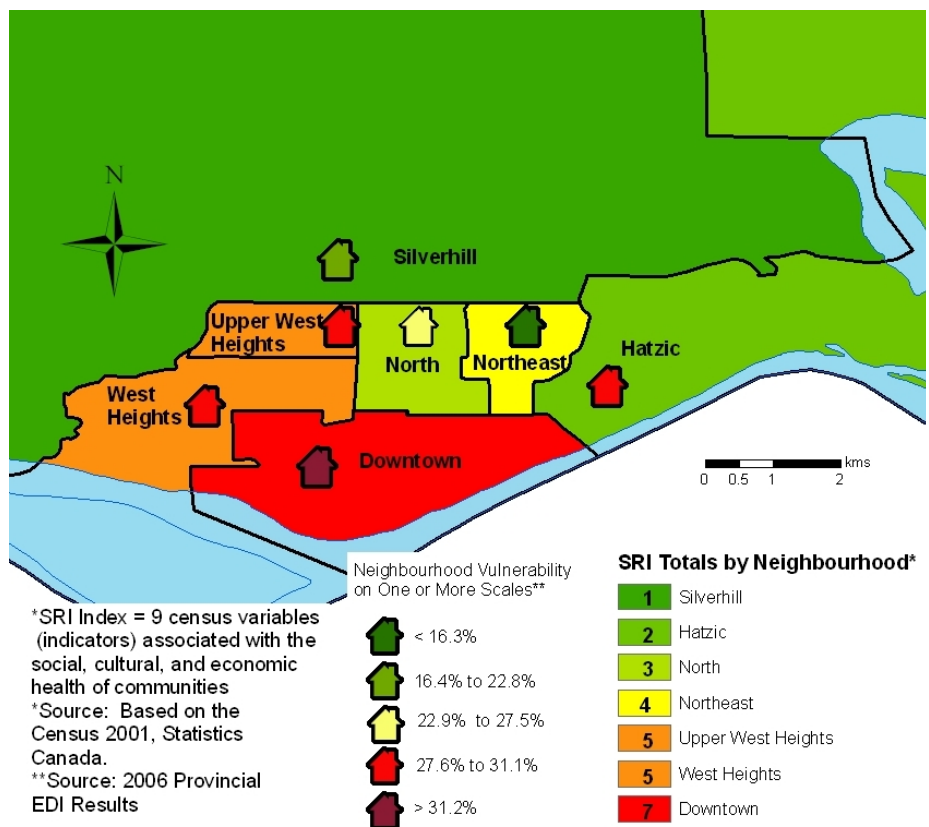 N
Silverhill
Upper West
Heights
North
Northeast
Hatzic
West
Heights
Downtown
kms
0 0.5 1 2
Neighbourhood Vulnerability
on One or More Scales**
< 16.3%
16.4% to 22.8%
22.9% to 27.5%
27.6% to 31.1%
> 31.2%
SRI Totals by Neighbourhood*
1 Silverhill
2 Hatzic
3 North
4 Northeast
5 Upper West Heights
5 West Heights
7 Downtown
*SRI Index = 9 census variables
(indicators) associated with the
social, cultural, and economic
health of communities
*Source: Based on the
Census 2001, Statistics
Canada.
**Source: 2006 Provincial
EDI Results